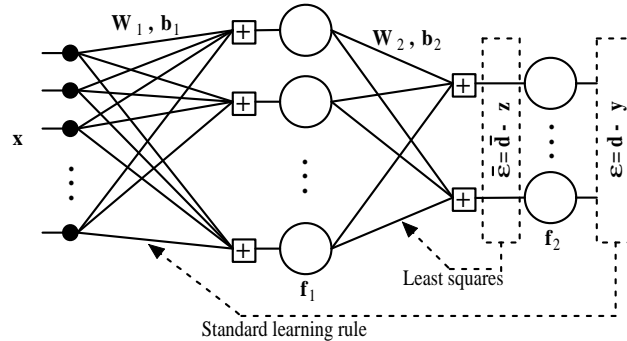 W₁ , b₁
W₂ , b₂
x
ε̄ = d̄ - z
ε = d - y
f₁
f₂
Least squares
Standard learning rule